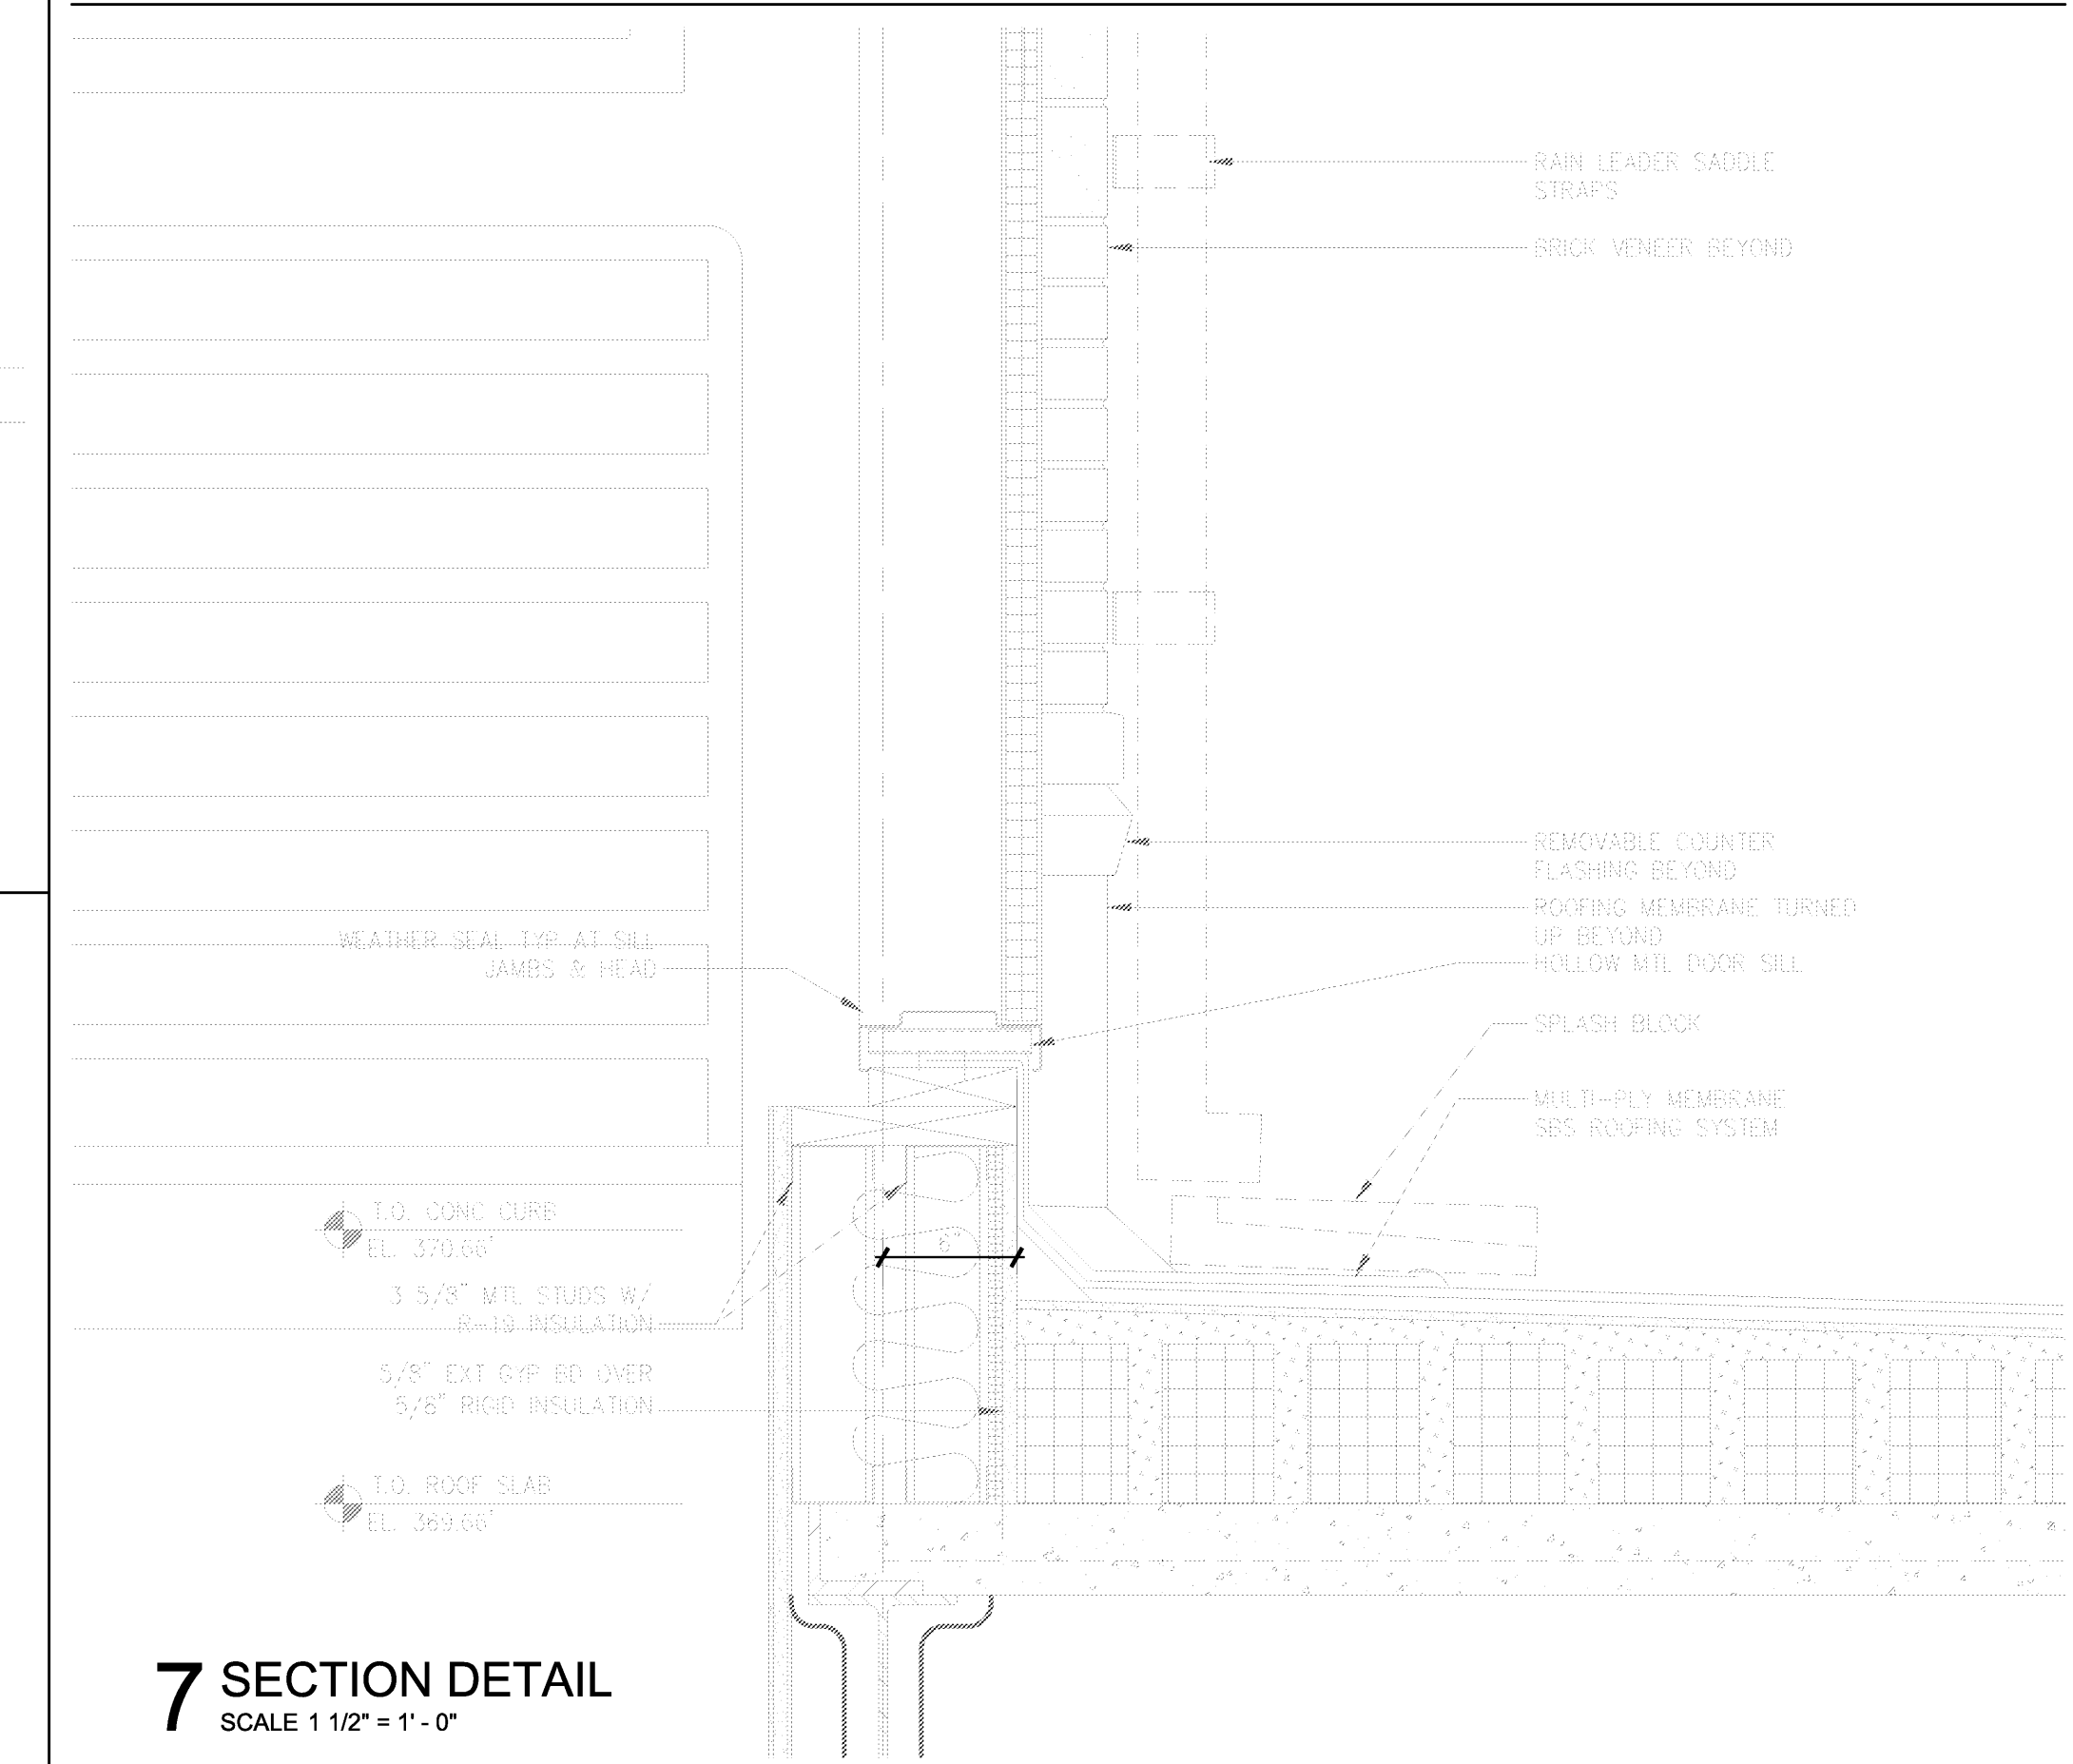 RAIN LEADER SADDLE
STRAPS
BRICK VENEER BEYOND
REMOVABLE COUNTER
FLASHING BEYOND
ROOFING MEMBRANE TURNED
UP BEYOND
HOLLOW MTL DOOR SILL
SPLASH BLOCK
MULTI-PLY MEMBRANE
SBS ROOFING SYSTEM
WEATHER SEAL TYP AT SILL
JAMBS & HEAD
T.O. CONC CURB
EL. 370.66'
6"
3 5/8" MTL STUDS W/
R-19 INSULATION
5/8" EXT GYP BD OVER
5/8" RIGID INSULATION
T.O. ROOF SLAB
EL. 369.66'
7 SECTION DETAIL
SCALE 1 1/2" = 1' - 0"